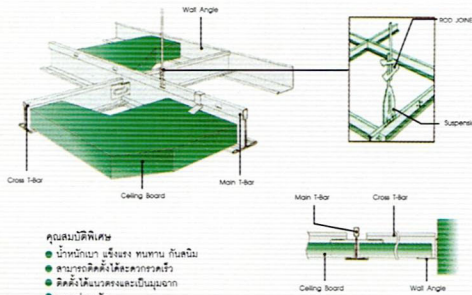 Wall Angle
ROD JOINE
Suspensi
Cross T-Bar
Ceiling Board
Main T-Bar
Main T-Bar
Cross T-Bar
Ceiling Board
Wall Angle
คุณสมบัติพิเศษ
น้ำหนักเบา แข็งแรง ทนทาน กันสนิม
สามารถติดตั้งได้สะดวกรวดเร็ว
ติดตั้งได้แนวตรงและเป็นมุมฉาก